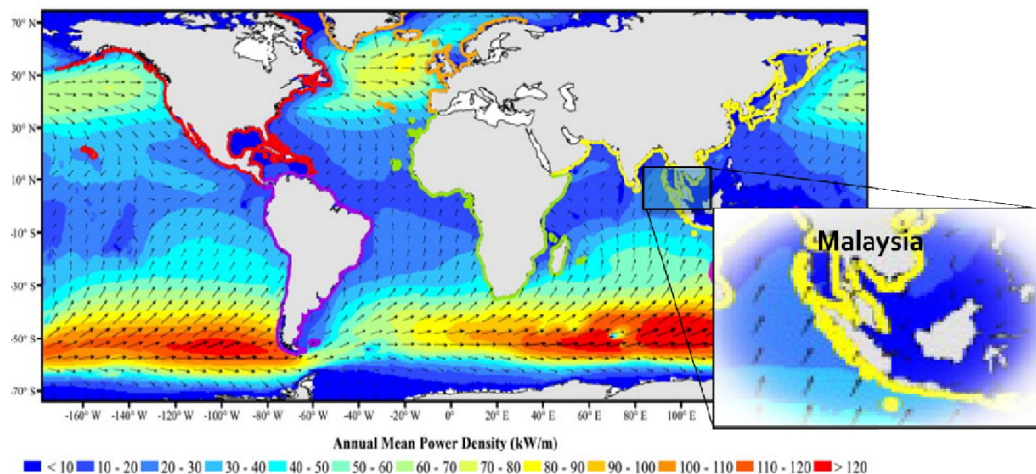 70° N
50° N
30° N
10° N
-10° S
-30° S
-50° S
-70° S
-160° W -140° W -120° W -100° W -80° W -60° W -40° W -20° W 0° 20° E 40° E 60° E 80° E 100° E
Malaysia
Annual Mean Power Density (kW/m)
< 10 10 - 20 20 - 30 30 - 40 40 - 50 50 - 60 60 - 70 70 - 80 80 - 90 90 - 100 100 - 110 110 - 120 > 120